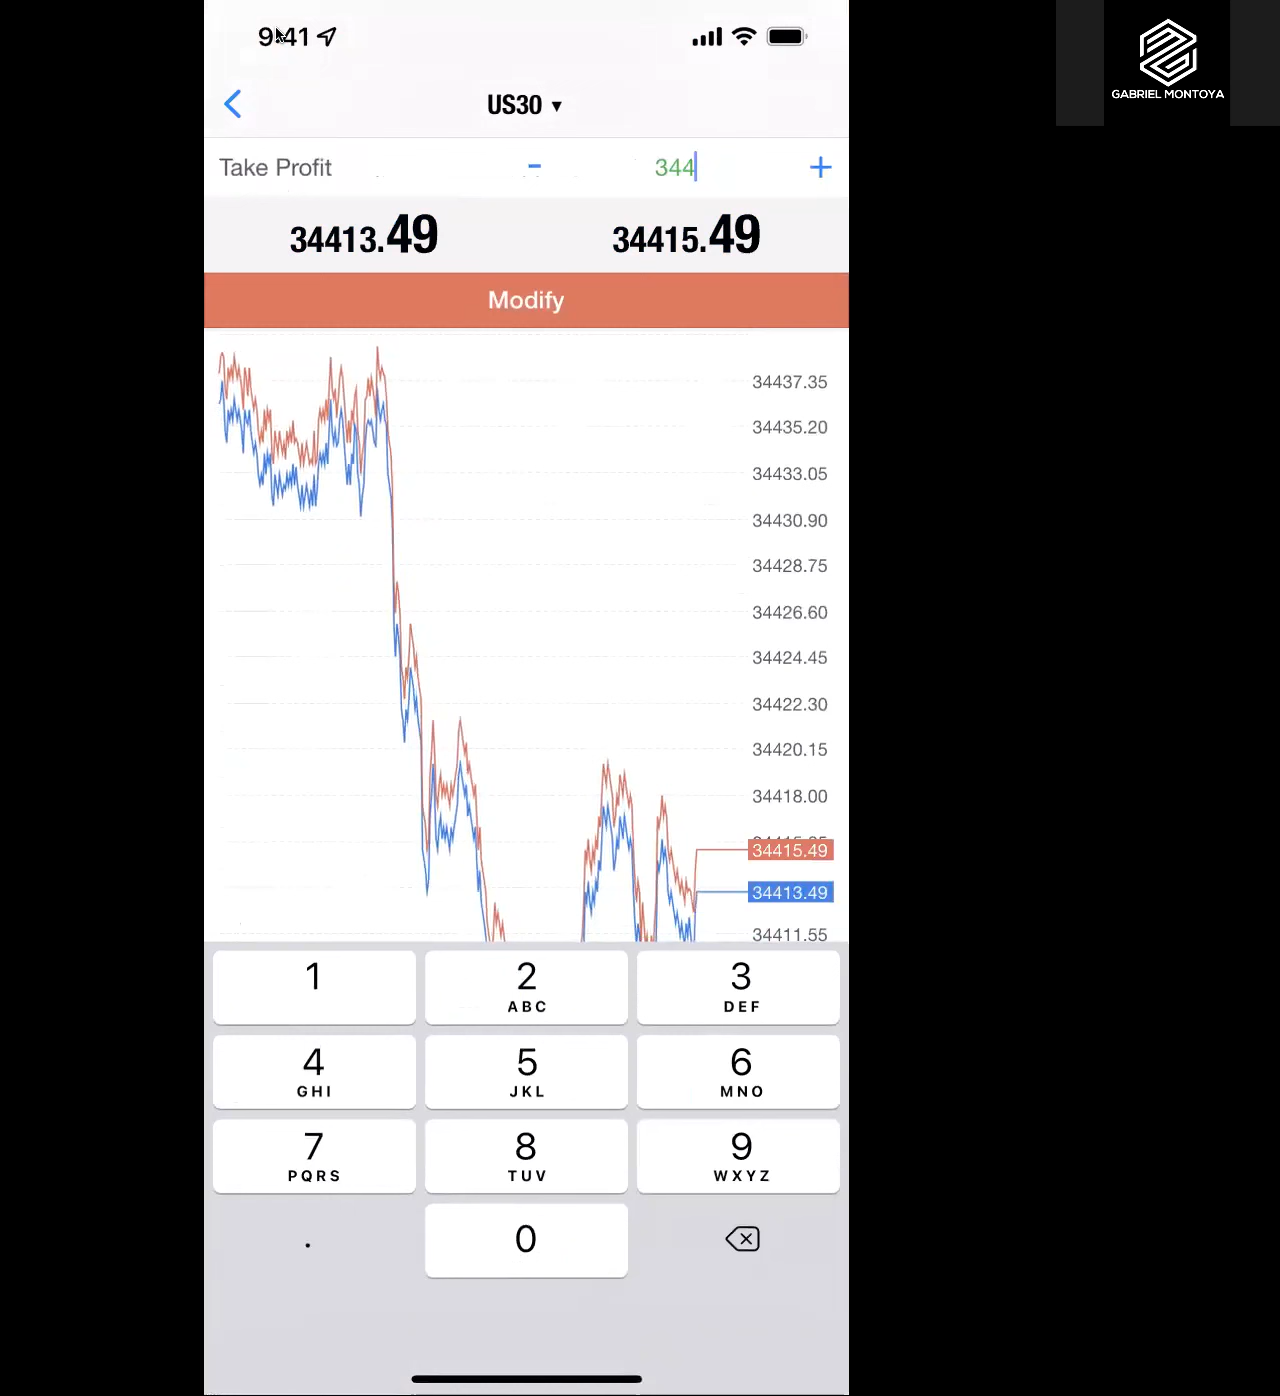 9:41
GABRIEL MONTOYA
US30 ▼
Take Profit - 344 +
34413.49 34415.49
Modify
34437.35
34435.20
34433.05
34430.90
34428.75
34426.60
34424.45
34422.30
34420.15
34418.00
34415.49
34413.49
34411.55
1 2 3
ABC DEF
4 5 6
GHI JKL MNO
7 8 9
PQRS TUV WXYZ
. 0